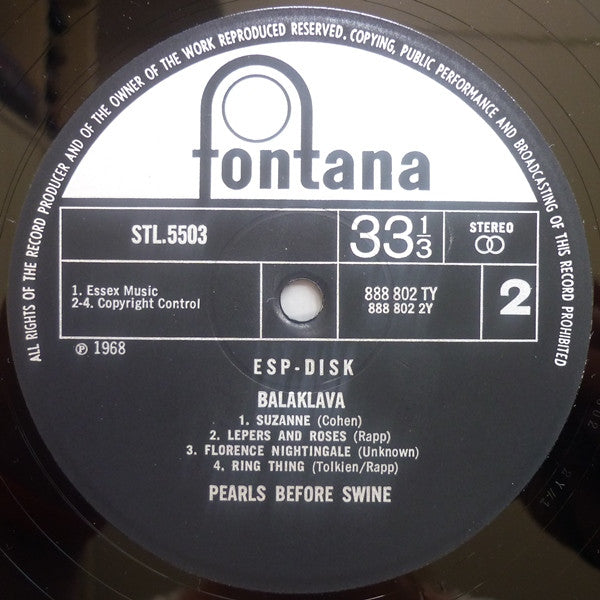 ALL RIGHTS OF THE RECORD PRODUCER AND OF THE OWNER OF THE WORK REPRODUCED RESERVED. COPYING, PUBLIC PERFORMANCE AND BROADCASTING OF THIS RECORD PROHIBITED
fontana
STL.5503
33 1/3
STEREO
1. Essex Music
2-4. Copyright Control
888 802 TY
888 802 2Y
2
℗ 1968
ESP-DISK
BALAKLAVA
1. SUZANNE (Cohen)
2. LEPERS AND ROSES (Rapp)
3. FLORENCE NIGHTINGALE (Unknown)
4. RING THING (Tolkien/Rapp)
PEARLS BEFORE SWINE